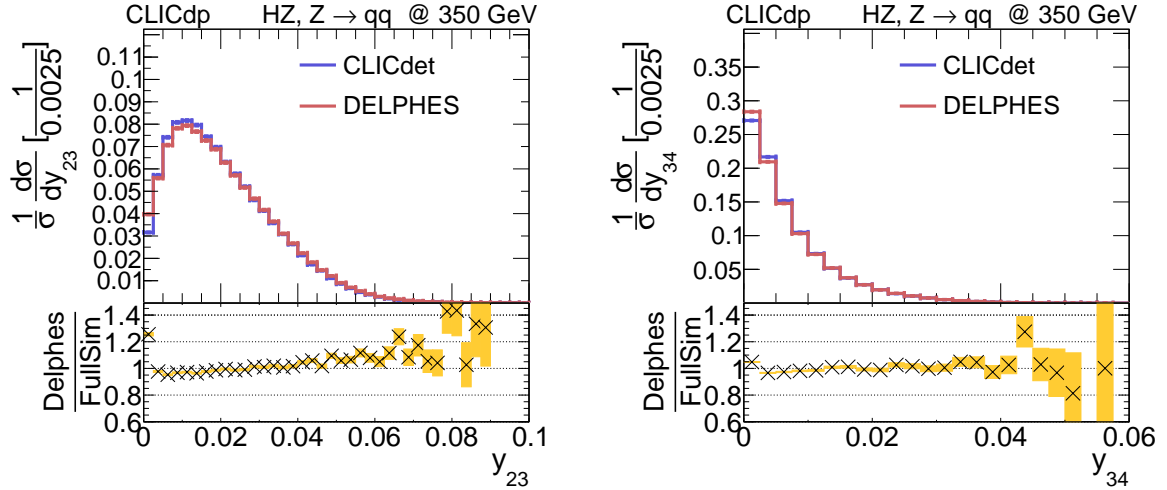 CLICdp HZ, Z → qq @ 350 GeV
CLICdet
DELPHES
1/σ dσ/dy23 [1/0.0025]
0.11
0.1
0.09
0.08
0.07
0.06
0.05
0.04
0.03
0.02
0.01
Delphes/FullSim
1.4
1.2
1
0.8
0.6
0 0.02 0.04 0.06 0.08 0.1
y23
CLICdp HZ, Z → qq @ 350 GeV
CLICdet
DELPHES
1/σ dσ/dy34 [1/0.0025]
0.35
0.3
0.25
0.2
0.15
0.1
0.05
Delphes/FullSim
1.4
1.2
1
0.8
0.6
0 0.02 0.04 0.06
y34